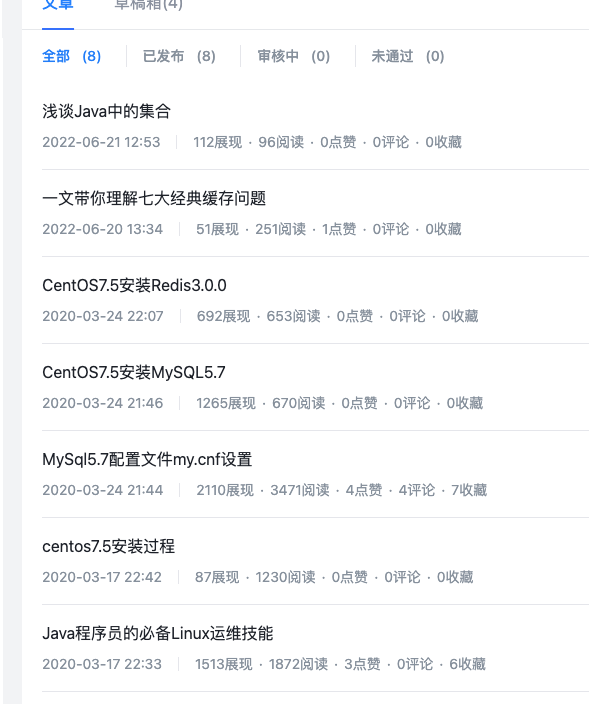 文章 草稿箱(4)
全部 (8) 已发布 (8) 审核中 (0) 未通过 (0)
浅谈Java中的集合
2022-06-21 12:53 112展现 · 96阅读 · 0点赞 · 0评论 · 0收藏
一文带你理解七大经典缓存问题
2022-06-20 13:34 51展现 · 251阅读 · 1点赞 · 0评论 · 0收藏
CentOS7.5安装Redis3.0.0
2020-03-24 22:07 692展现 · 653阅读 · 0点赞 · 0评论 · 0收藏
CentOS7.5安装MySQL5.7
2020-03-24 21:46 1265展现 · 670阅读 · 0点赞 · 0评论 · 0收藏
MySql5.7配置文件my.cnf设置
2020-03-24 21:44 2110展现 · 3471阅读 · 4点赞 · 4评论 · 7收藏
centos7.5安装过程
2020-03-17 22:42 87展现 · 1230阅读 · 0点赞 · 0评论 · 0收藏
Java程序员的必备Linux运维技能
2020-03-17 22:33 1513展现 · 1872阅读 · 3点赞 · 0评论 · 6收藏